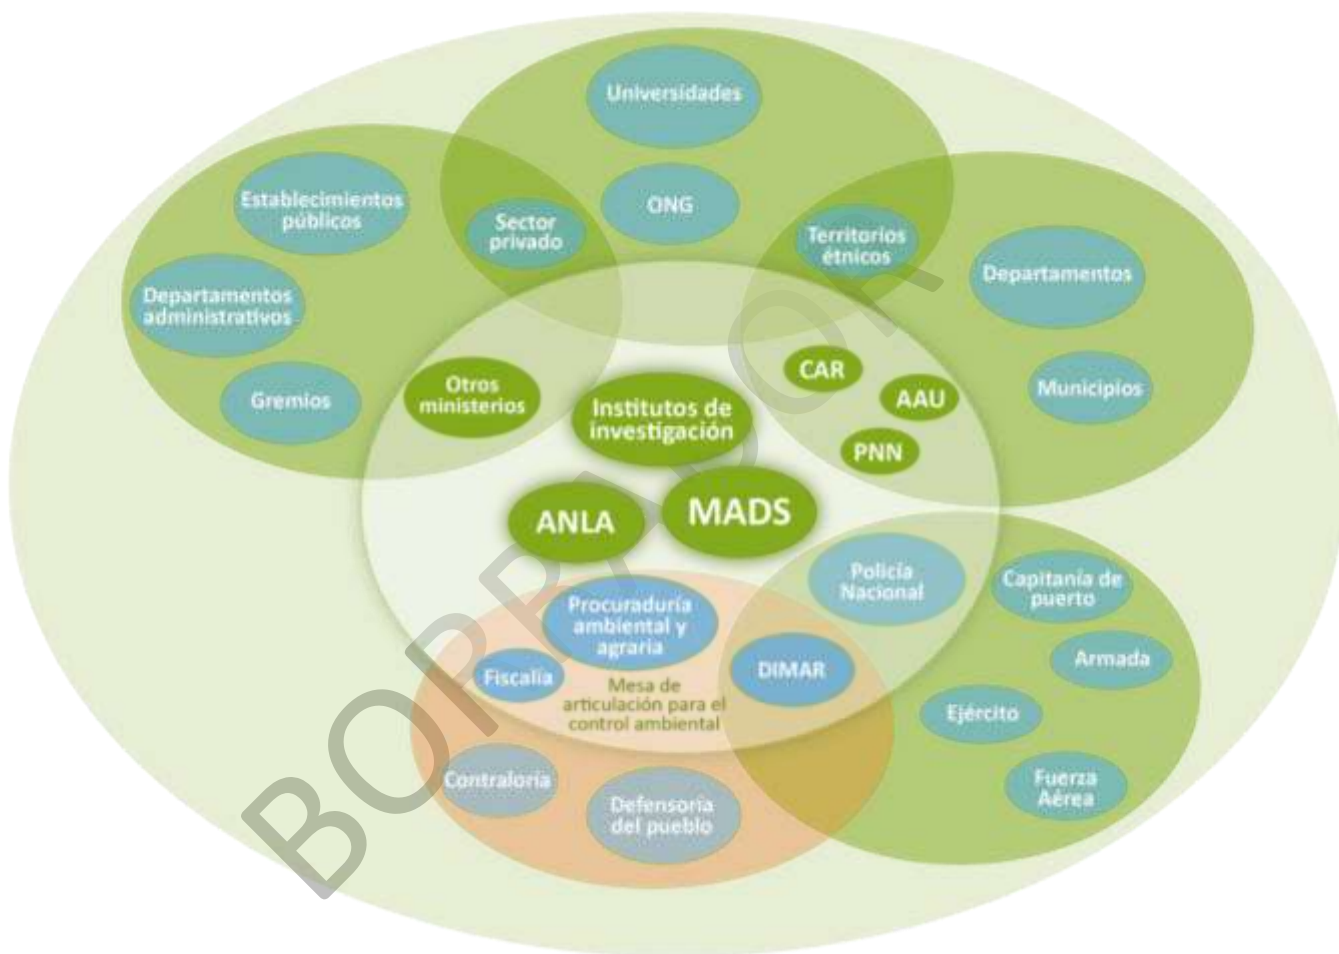 Universidades
Establecimientos
públicos
ONG
Sector
privado
Territorios
étnicos
Departamentos
Departamentos
administrativos
CAR
Otros
ministerios
AAU
Municipios
Gremios
Institutos de
investigación
PNN
ANLA
MADS
Policía
Nacional
Capitanía de
puerto
Procuraduría
ambiental y
agraria
Armada
Fiscalía
DIMAR
Mesa de
articulación para el
control ambiental
Ejército
Contraloría
Defensoria
del pueblo
Fuerza
Aérea
BORRADOR